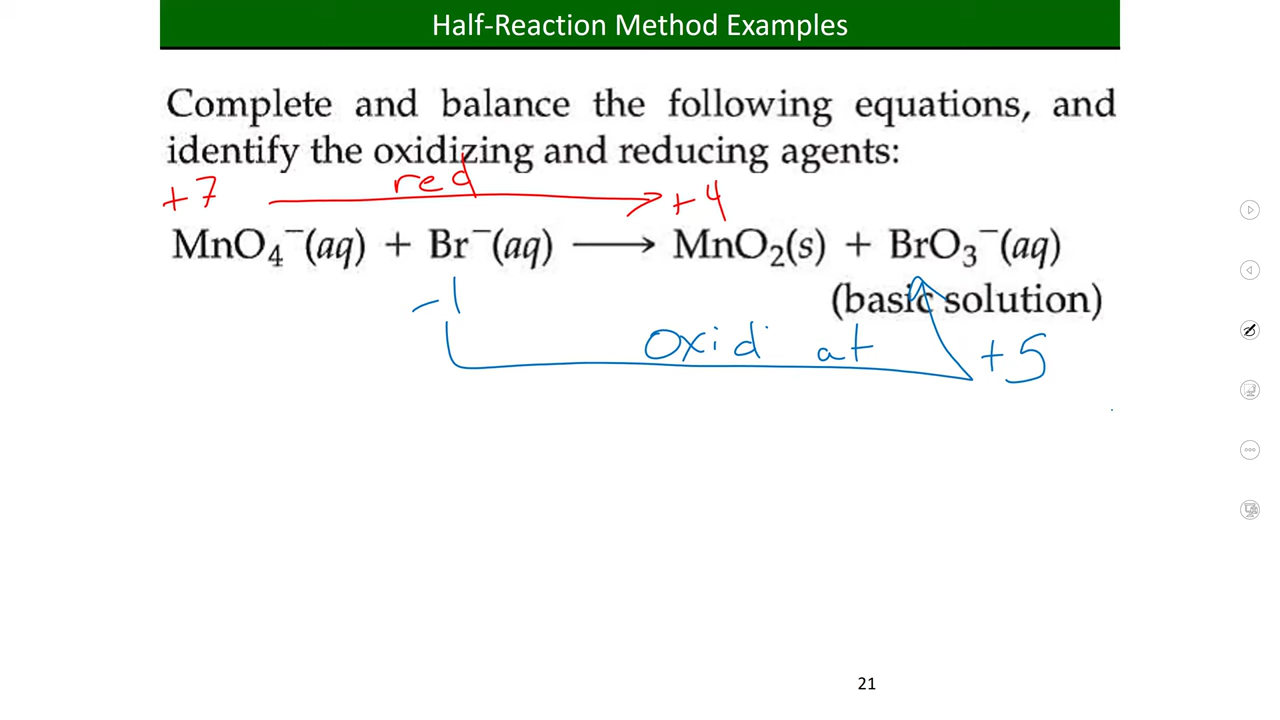 Half-Reaction Method Examples
Complete and balance the following equations, and
identify the oxidizing and reducing agents:
+7 red +4
MnO₄⁻(aq) + Br⁻(aq) ⟶ MnO₂(s) + BrO₃⁻(aq)
-1 (basic solution)
oxid at +5
21